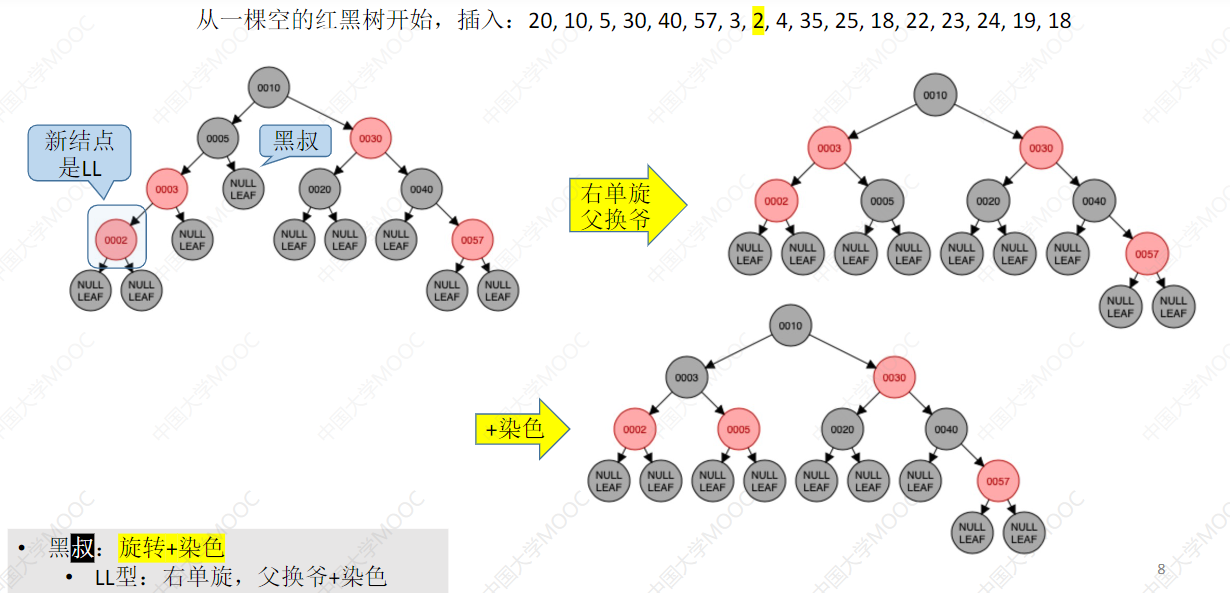 从一棵空的红黑树开始，插入：20, 10, 5, 30, 40, 57, 3, 2, 4, 35, 25, 18, 22, 23, 24, 19, 18
0010
0005
0030
新结点
是LL
黑叔
0003
NULL
LEAF
0020
0040
0002
NULL
LEAF
NULL
LEAF
NULL
LEAF
NULL
LEAF
0057
NULL
LEAF
NULL
LEAF
NULL
LEAF
NULL
LEAF
右单旋
父换爷
0010
0003
0030
0002
0005
0020
0040
NULL
LEAF
NULL
LEAF
NULL
LEAF
NULL
LEAF
NULL
LEAF
NULL
LEAF
NULL
LEAF
0057
NULL
LEAF
NULL
LEAF
+染色
0010
0003
0030
0002
0005
0020
0040
NULL
LEAF
NULL
LEAF
NULL
LEAF
NULL
LEAF
NULL
LEAF
NULL
LEAF
NULL
LEAF
0057
NULL
LEAF
NULL
LEAF
• 黑叔：旋转+染色
• LL型：右单旋，父换爷+染色
8
中国大学MOOC